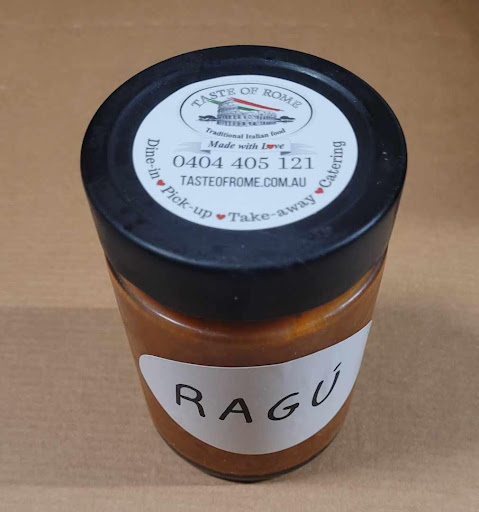 TASTE OF ROME
Traditional Italian food
Made with Love
0404 405 121
TASTEOFROME.COM.AU
Dine-in ♥ Pick-up ♥ Take-away ♥ Catering
RAGÚ